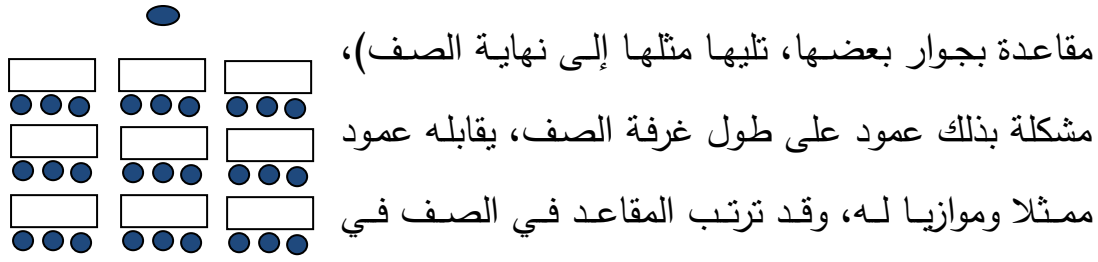 مقاعدة بجوار بعضها، تليها مثلها إلى نهاية الصف)،
مشكلة بذلك عمود على طول غرفة الصف، يقابله عمود
ممثلا وموازيا له، وقد ترتب المقاعد في الصف في